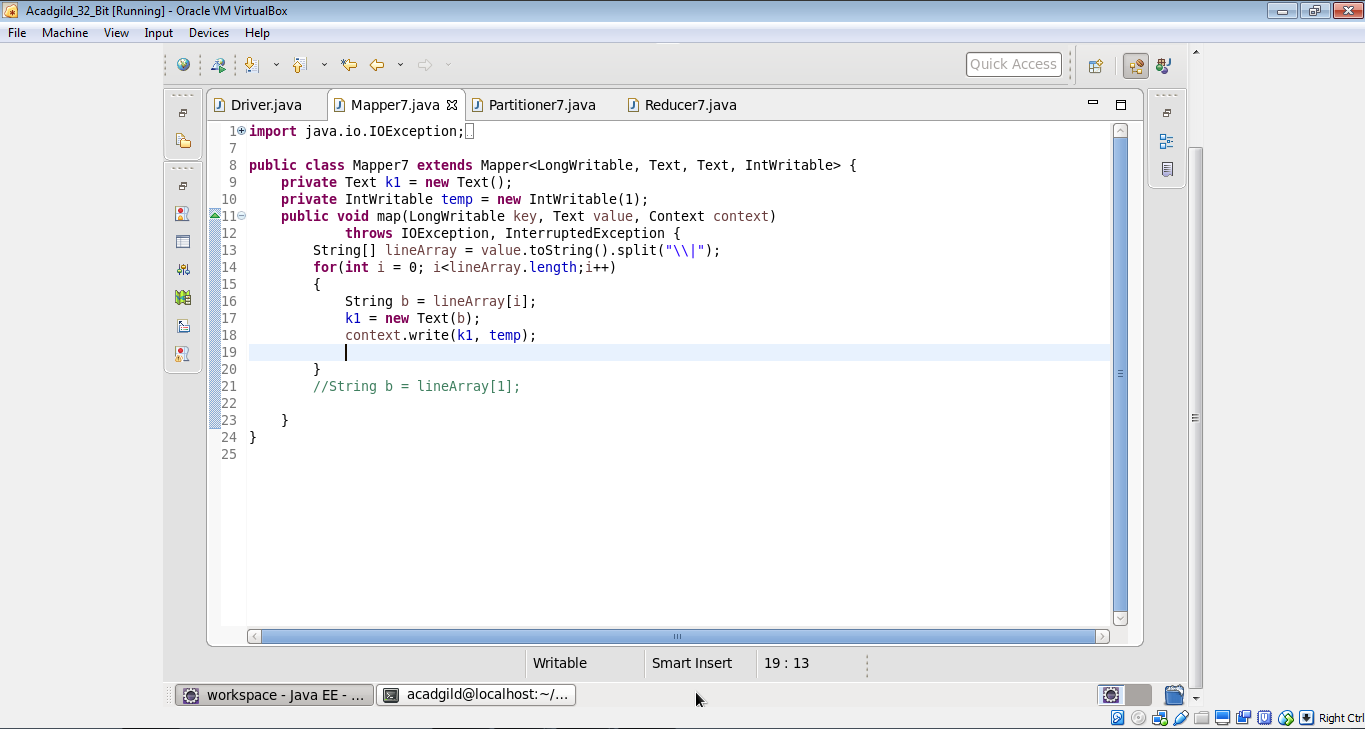 Acadgild_32_Bit [Running] - Oracle VM VirtualBox
File Machine View Input Devices Help
Quick Access
Driver.java Mapper7.java Partitioner7.java Reducer7.java
1 import java.io.IOException;
7
8 public class Mapper7 extends Mapper<LongWritable, Text, Text, IntWritable> {
9     private Text k1 = new Text();
10     private IntWritable temp = new IntWritable(1);
11     public void map(LongWritable key, Text value, Context context)
12             throws IOException, InterruptedException {
13         String[] lineArray = value.toString().split("\\|");
14         for(int i = 0; i<lineArray.length;i++)
15         {
16             String b = lineArray[i];
17             k1 = new Text(b);
18             context.write(k1, temp);
19
20         }
21         //String b = lineArray[1];
22
23     }
24 }
25
Writable Smart Insert 19 : 13
workspace - Java EE - ... acadgild@localhost:~/...
Right Ctrl